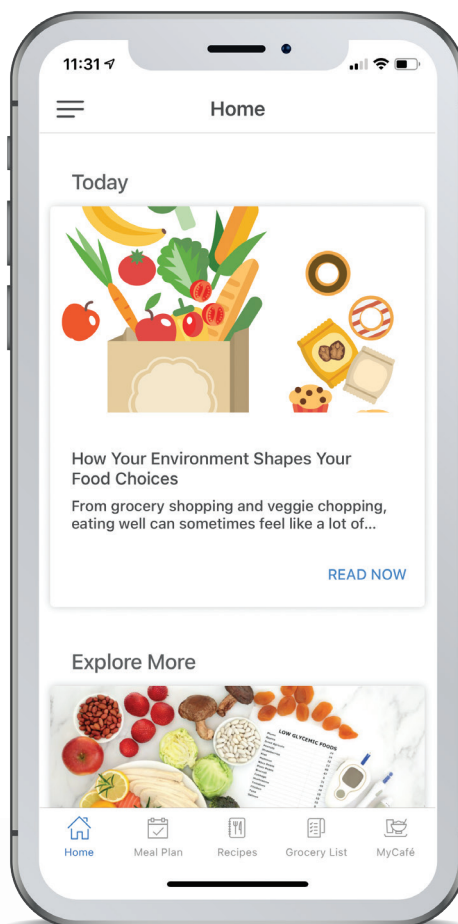 11:31
Home
Today
How Your Environment Shapes Your
Food Choices
From grocery shopping and veggie chopping,
eating well can sometimes feel like a lot of...
READ NOW
Explore More
LOW GLYCEMIC FOODS
Home
Meal Plan
Recipes
Grocery List
MyCafé